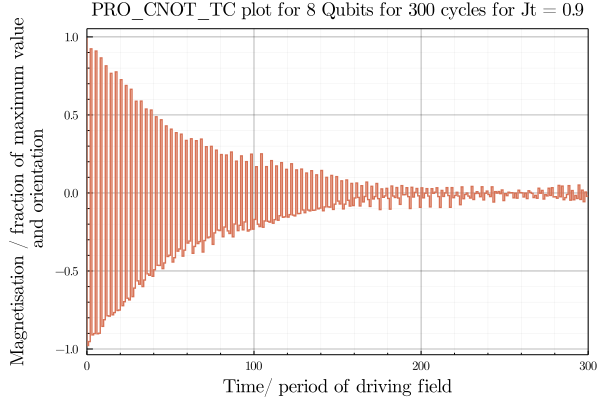 PRO_CNOT_TC plot for 8 Qubits for 300 cycles for Jt = 0.9
Magnetisation / fraction of maximum value
and orientation
1.0
0.5
0.0
−0.5
−1.0
0
100
200
300
Time/ period of driving field